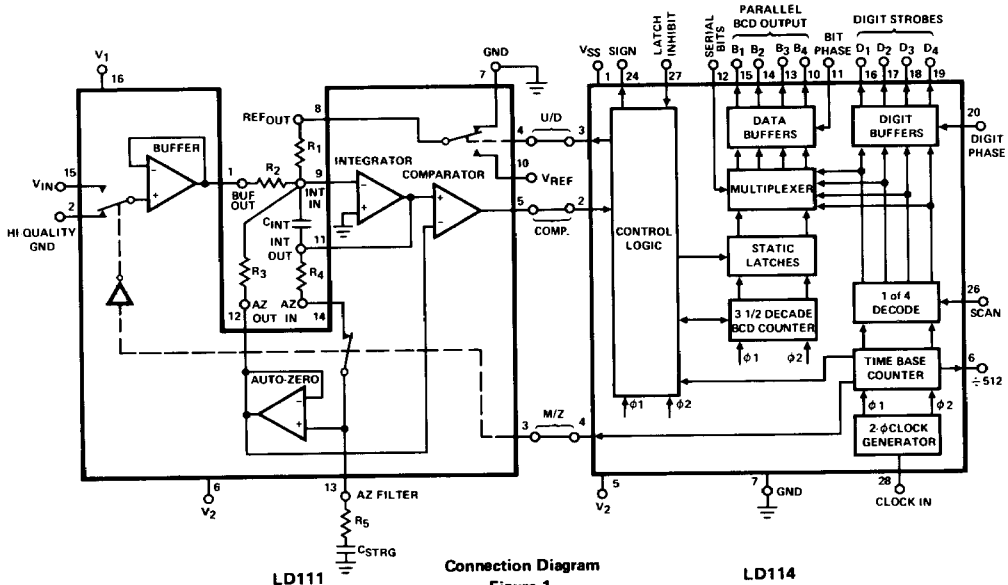 PARALLEL
BCD OUTPUT
DIGIT STROBES
SERIAL
BITS
BIT
PHASE
LATCH
INHIBIT
VSS
SIGN
B1 B2 B3 B4
D1 D2 D3 D4
V1
16
GND
7
1
24
27
12
15 14 13 10
11
16 17 18 19
REFOUT
8
U/D
4
3
DATA
BUFFERS
DIGIT
BUFFERS
20
DIGIT
PHASE
BUFFER
R1
INTEGRATOR
10
VREF
15
VIN
2
HI QUALITY
GND
1
BUF
OUT
R2
9
INT
IN
COMPARATOR
5
COMP.
2
MULTIPLEXER
CINT
INT
OUT
11
CONTROL
LOGIC
STATIC
LATCHES
R3
R4
AZ
OUT
12
AZ
IN
14
3 1/2 DECADE
BCD COUNTER
1 of 4
DECODE
26
SCAN
ϕ1
ϕ2
TIME BASE
COUNTER
6
÷512
AUTO-ZERO
ϕ1
ϕ2
ϕ1
ϕ2
M/Z
3
4
2-ϕCLOCK
GENERATOR
6
V2
13
AZ FILTER
5
V2
7
GND
28
CLOCK IN
R5
CSTRG
LD111
Connection Diagram
LD114
Figure 1